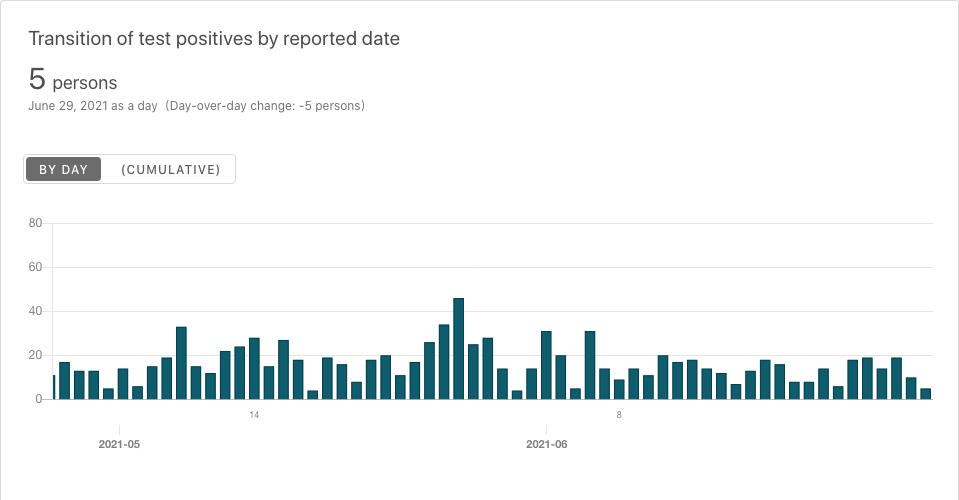 Transition of test positives by reported date
5 persons
June 29, 2021 as a day (Day-over-day change: -5 persons)
BY DAY (CUMULATIVE)
80
60
40
20
0
14 8
2021-05 2021-06